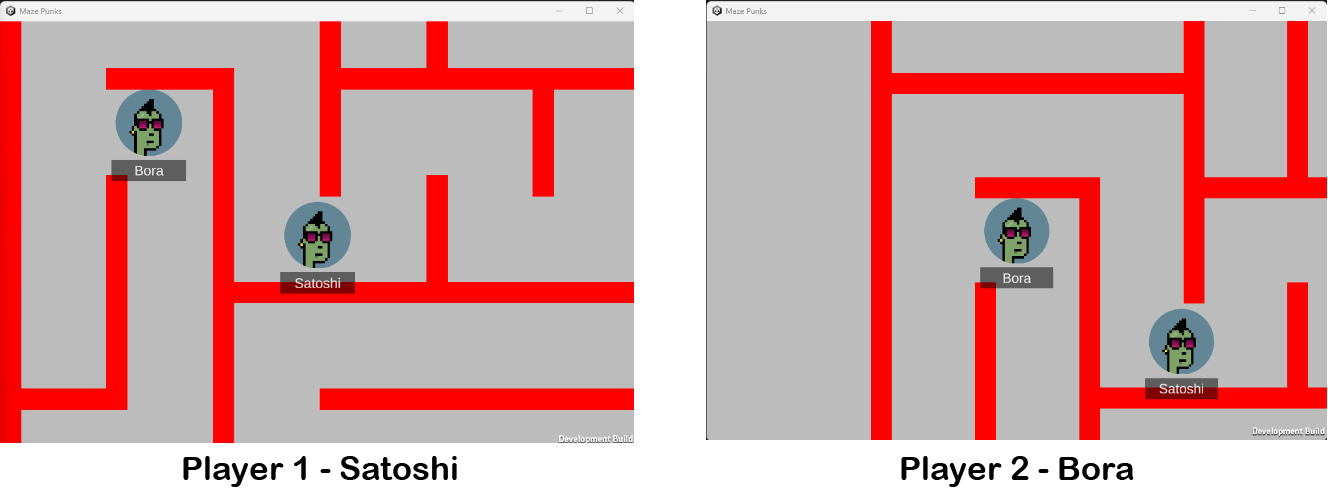 Maze Punks
Bora
Satoshi
Development Build
Player 1 - Satoshi
Maze Punks
Bora
Satoshi
Development Build
Player 2 - Bora